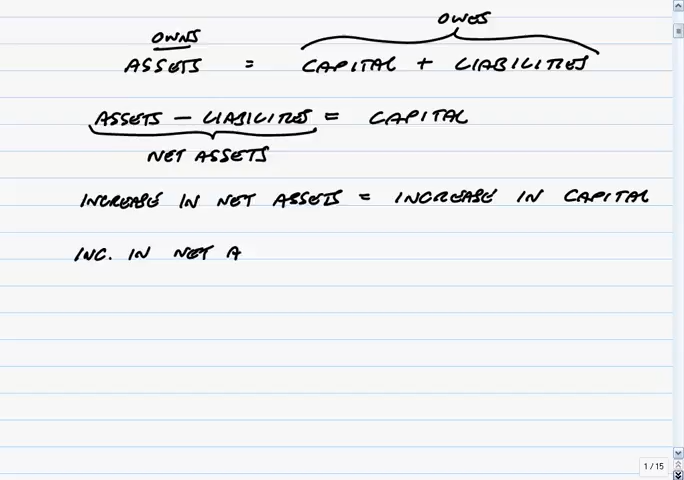 OWNS OWES
ASSETS = CAPITAL + LIABILITIES
ASSETS - LIABILITIES = CAPITAL
NET ASSETS
INCREASE IN NET ASSETS = INCREASE IN CAPITAL
INC. IN NET A
1/15